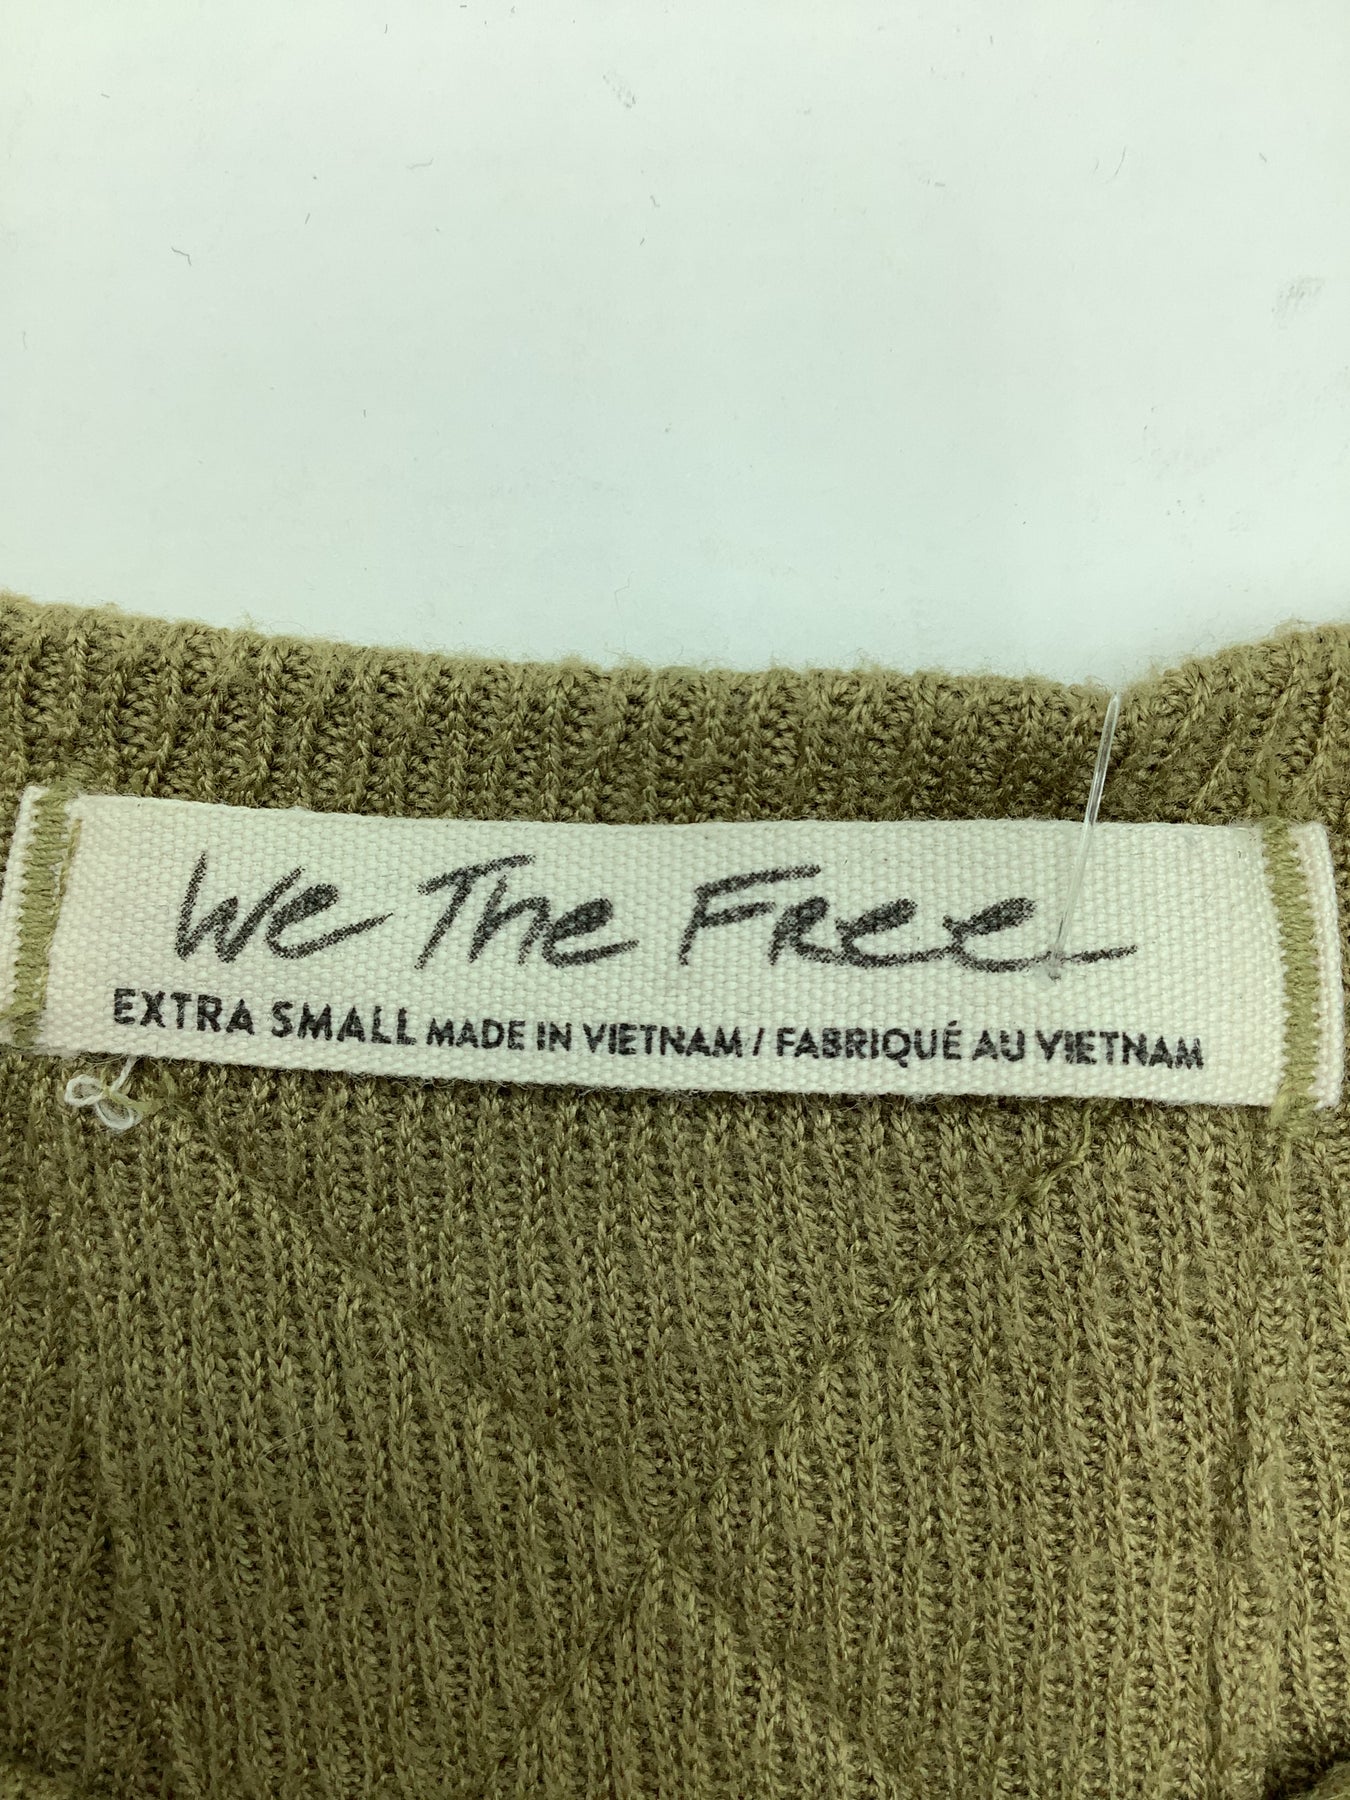 We The Free
EXTRA SMALL MADE IN VIETNAM / FABRIQUÉ AU VIETNAM